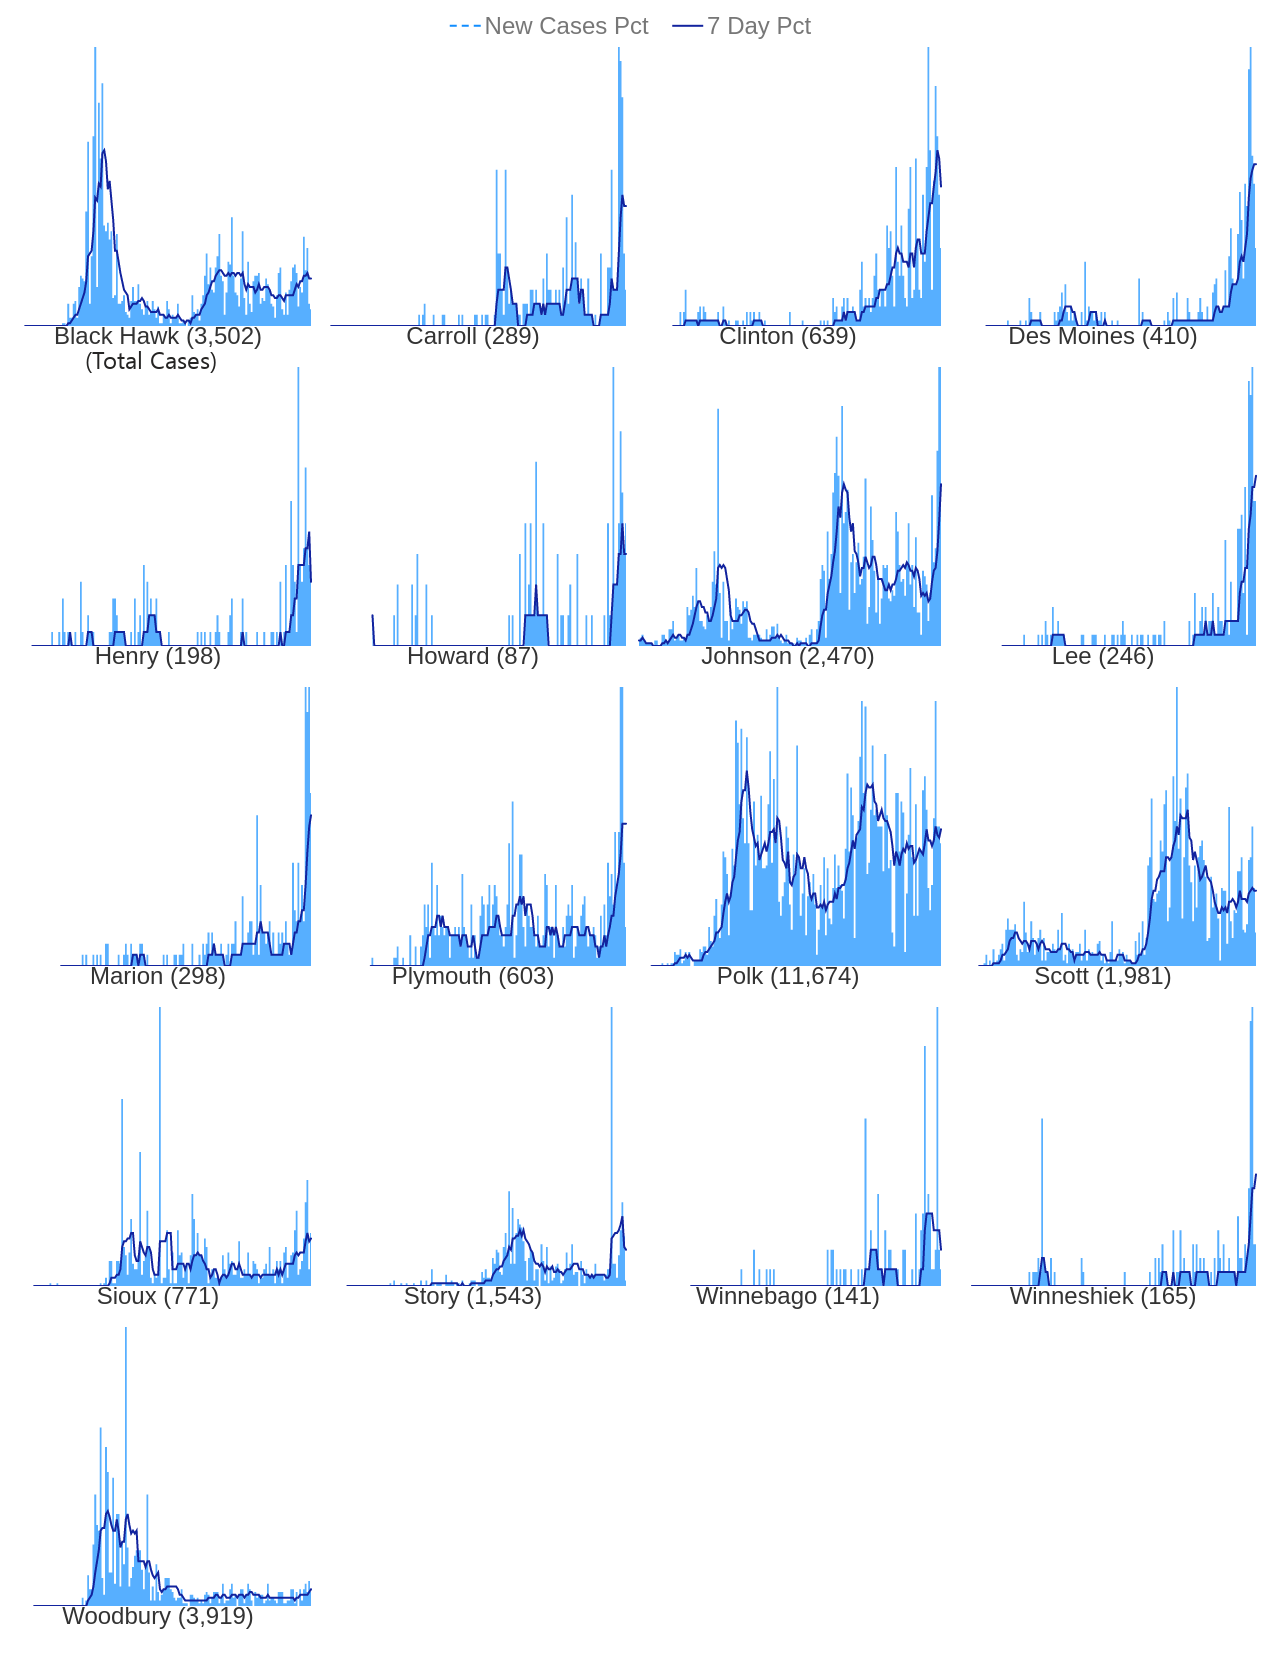 New Cases Pct 7 Day Pct
Black Hawk (3,502) Carroll (289) Clinton (639) Des Moines (410)
(Total Cases)
Henry (198) Howard (87) Johnson (2,470) Lee (246)
Marion (298) Plymouth (603) Polk (11,674) Scott (1,981)
Sioux (771) Story (1,543) Winnebago (141) Winneshiek (165)
Woodbury (3,919)